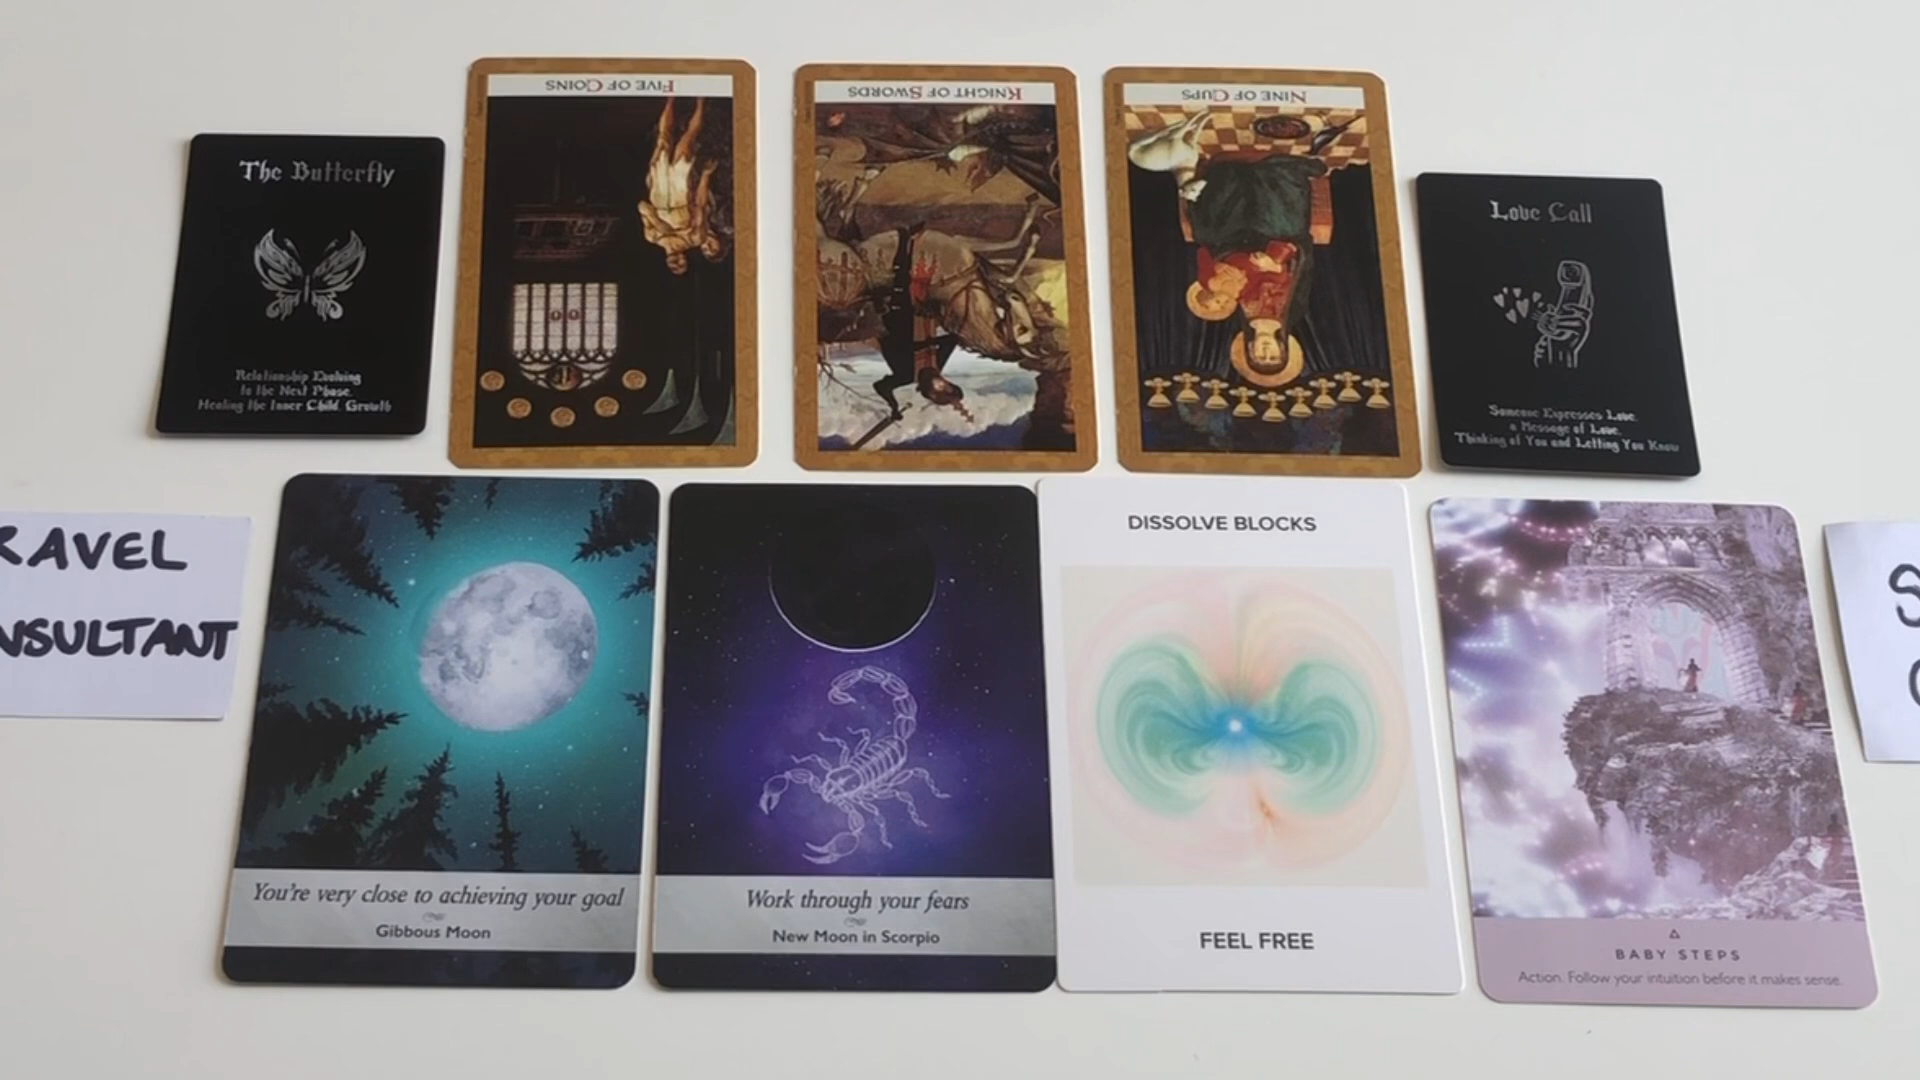 FIVE OF COINS
KNIGHT OF SWORDS
NINE OF CUPS
The Butterfly
Relationship Evolving
to the Next Phase.
Healing the Inner Child. Growth
Love Call
Someone Expresses Love.
a Message of Love.
Thinking of You and Letting You Know
RAVEL
NSULTANT
You're very close to achieving your goal
Gibbous Moon
Work through your fears
New Moon in Scorpio
DISSOLVE BLOCKS
FEEL FREE
BABY STEPS
Action. Follow your intuition before it makes sense.
S